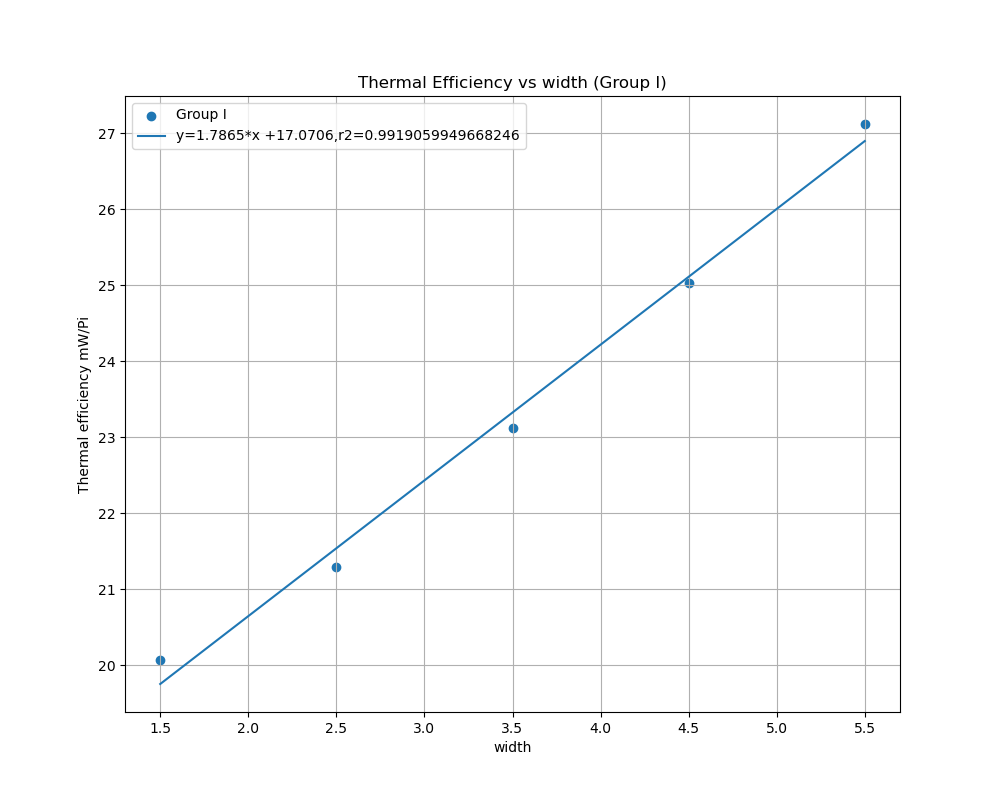 Thermal Efficiency vs width (Group I)
Group I
y=1.7865*x +17.0706,r2=0.9919059949668246
27
26
25
24
23
22
21
20
Thermal efficiency mW/Pi
1.5 2.0 2.5 3.0 3.5 4.0 4.5 5.0 5.5
width